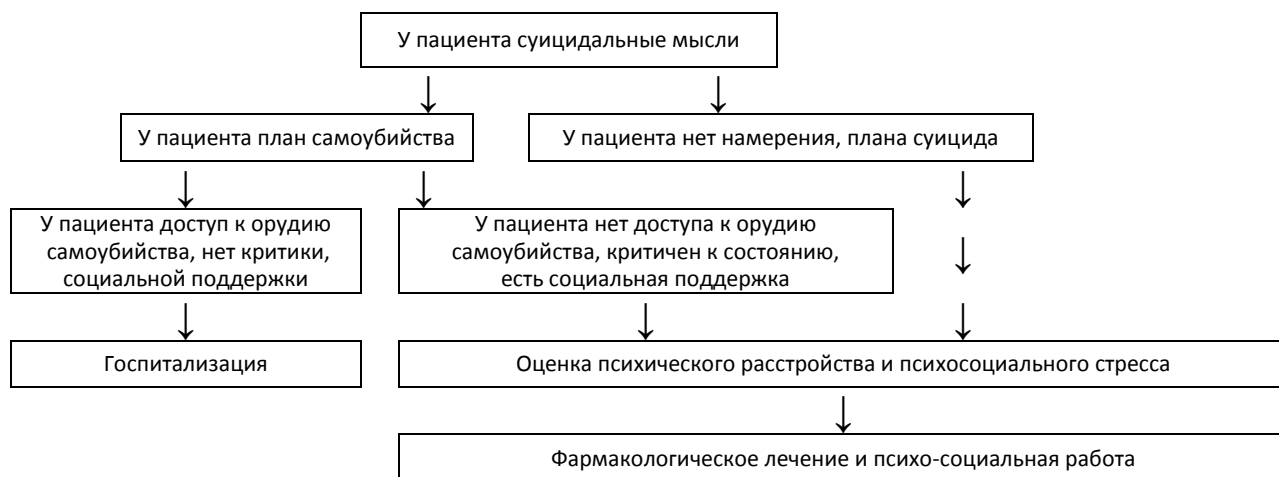 У пациента суицидальные мысли
У пациента план самоубийства
У пациента нет намерения, плана суицида
У пациента доступ к орудию
самоубийства, нет критики,
социальной поддержки
У пациента нет доступа к орудию
самоубийства, критичен к состоянию,
есть социальная поддержка
Госпитализация
Оценка психического расстройства и психосоциального стресса
Фармакологическое лечение и психо-социальная работа